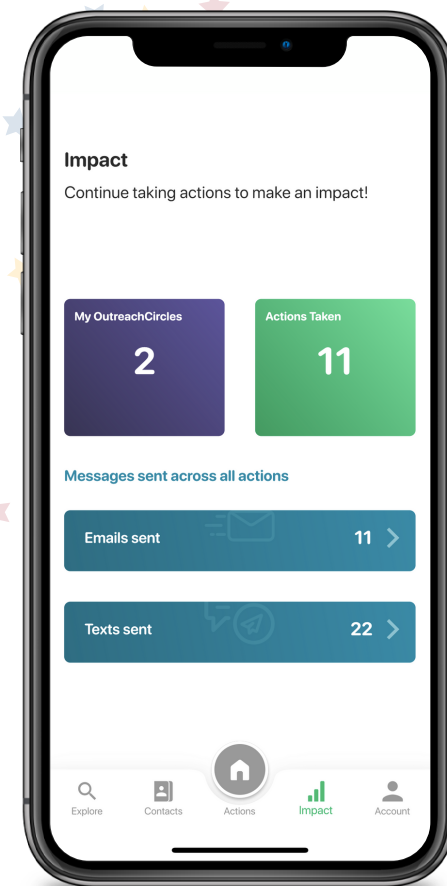 Impact
Continue taking actions to make an impact!
My OutreachCircles
2
Actions Taken
11
Messages sent across all actions
Emails sent 11
Texts sent 22
Explore Contacts Actions Impact Account